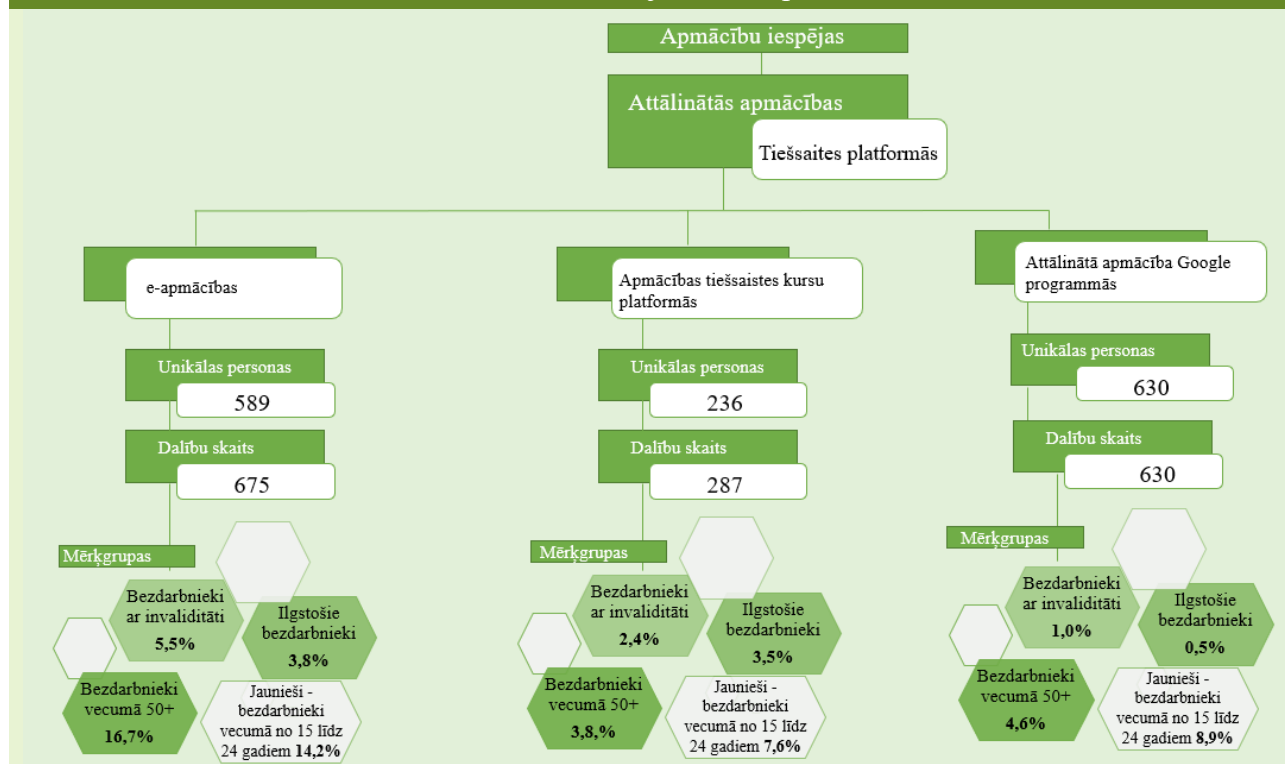 Apmācību iespējas
Attālinātās apmācības
Tiešsaites platformās
e-apmācības
Unikālas personas
589
Dalību skaits
675
Mērķgrupas
Bezdarbnieki
ar invaliditāti
5,5%
Ilgstošie
bezdarbnieki
3,8%
Bezdarbnieki
vecumā 50+
16,7%
Jaunieši -
bezdarbnieki
vecumā no 15 līdz
24 gadiem 14,2%
Apmācības tiešsaistes kursu
platformās
Unikālas personas
236
Dalību skaits
287
Mērķgrupas
Bezdarbnieki
ar invaliditāti
2,4%
Ilgstošie
bezdarbnieki
3,5%
Bezdarbnieki
vecumā 50+
3,8,%
Jaunieši -
bezdarbnieki
vecumā no 15 līdz
24 gadiem 7,6%
Attālinātā apmācība Google
programmās
Unikālas personas
630
Dalību skaits
630
Mērķgrupas
Bezdarbnieki
ar invaliditāti
1,0%
Ilgstošie
bezdarbnieki
0,5%
Bezdarbnieki
vecumā 50+
4,6%
Jaunieši -
bezdarbnieki
vecumā no 15 līdz
24 gadiem 8,9%